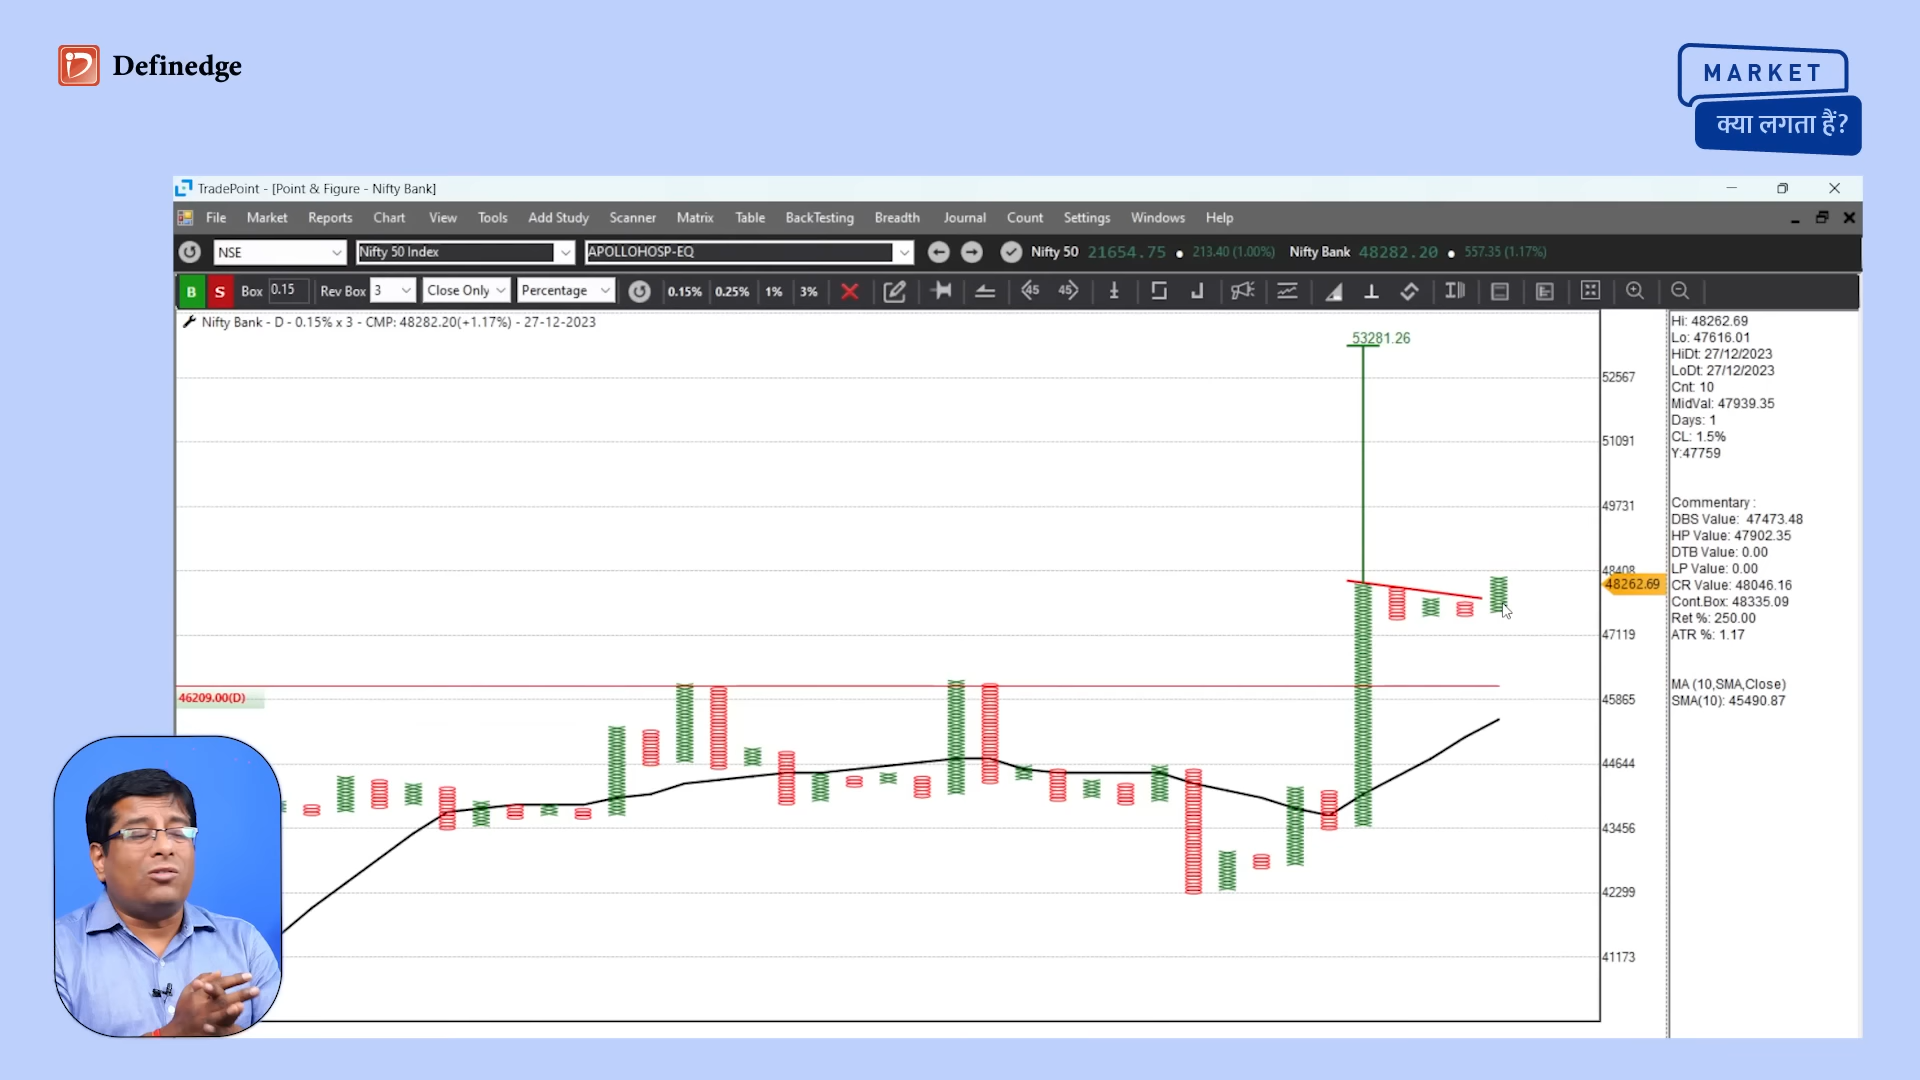 Definedge
MARKET
क्या लगता हैं?
TradePoint - [Point & Figure - Nifty Bank]
File Market Reports Chart View Tools Add Study Scanner Matrix Table BackTesting Breadth Journal Count Settings Windows Help
NSE Nifty 50 Index APOLLOHOSP-EQ Nifty 50 21654.75 213.40 (1.00%) Nifty Bank 48282.20 557.35 (1.17%)
B S Box 0.15 Rev Box 3 Close Only Percentage 0.15% 0.25% 1% 3% 45 45
Nifty Bank - D - 0.15% x 3 - CMP: 48282.20(+1.17%) - 27-12-2023
53281.26
52567
51091
49731
48408
48262.69
47119
46209.00(D)
45865
44644
43456
42299
41173
Hi: 48262.69
Lo: 47616.01
HiDt: 27/12/2023
LoDt: 27/12/2023
Cnt: 10
MidVal: 47939.35
Days: 1
CL: 1.5%
Y:47759
Commentary :
DBS Value: 47473.48
HP Value: 47902.35
DTB Value: 0.00
LP Value: 0.00
CR Value: 48046.16
Cont.Box: 48335.09
Ret %: 250.00
ATR %: 1.17
MA (10,SMA,Close)
SMA(10): 45490.87